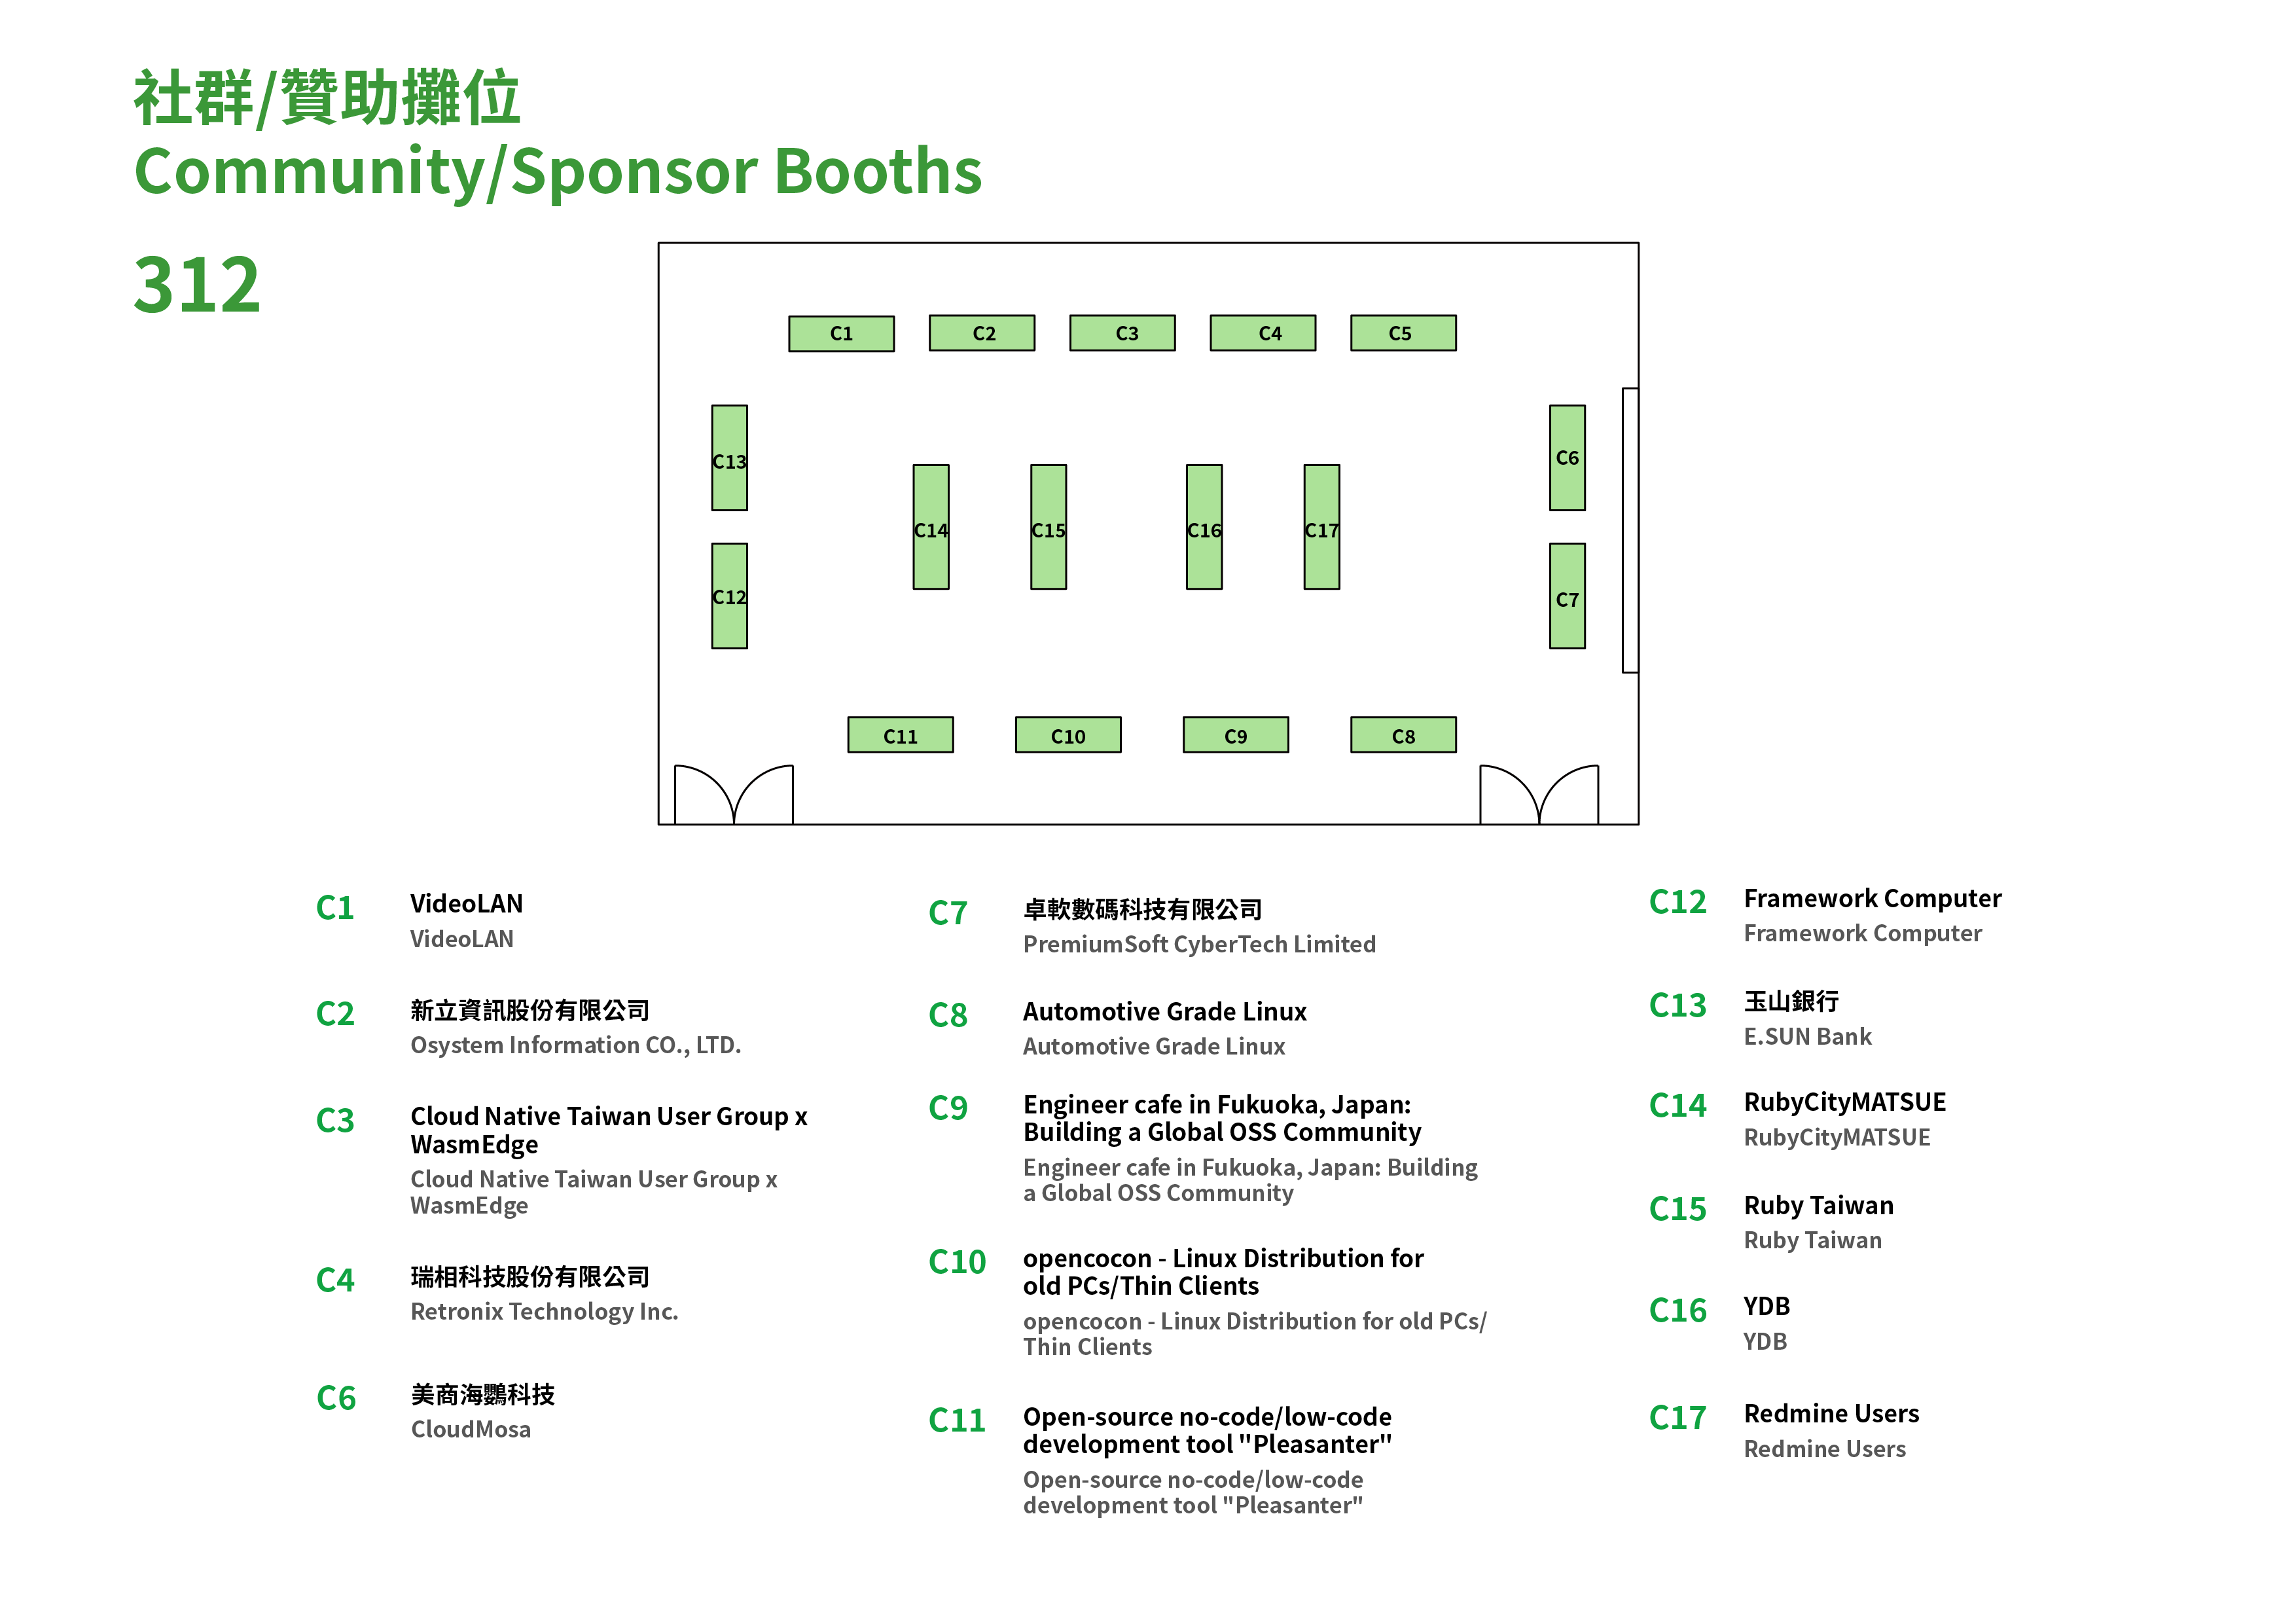 社群/贊助攤位
Community/Sponsor Booths
312
C1
C2
C3
C4
C5
C13
C6
C14
C15
C16
C17
C12
C7
C11
C10
C9
C8
C1
VideoLAN
VideoLAN
C2
新立資訊股份有限公司
Osystem Information CO., LTD.
C3
Cloud Native Taiwan User Group x
WasmEdge
Cloud Native Taiwan User Group x
WasmEdge
C4
瑞相科技股份有限公司
Retronix Technology Inc.
C6
美商海鸚科技
CloudMosa
C7
卓軟數碼科技有限公司
PremiumSoft CyberTech Limited
C8
Automotive Grade Linux
Automotive Grade Linux
C9
Engineer cafe in Fukuoka, Japan:
Building a Global OSS Community
Engineer cafe in Fukuoka, Japan: Building
a Global OSS Community
C10
opencocon - Linux Distribution for
old PCs/Thin Clients
opencocon - Linux Distribution for old PCs/
Thin Clients
C11
Open-source no-code/low-code
development tool "Pleasanter"
Open-source no-code/low-code
development tool "Pleasanter"
C12
Framework Computer
Framework Computer
C13
玉山銀行
E.SUN Bank
C14
RubyCityMATSUE
RubyCityMATSUE
C15
Ruby Taiwan
Ruby Taiwan
C16
YDB
YDB
C17
Redmine Users
Redmine Users